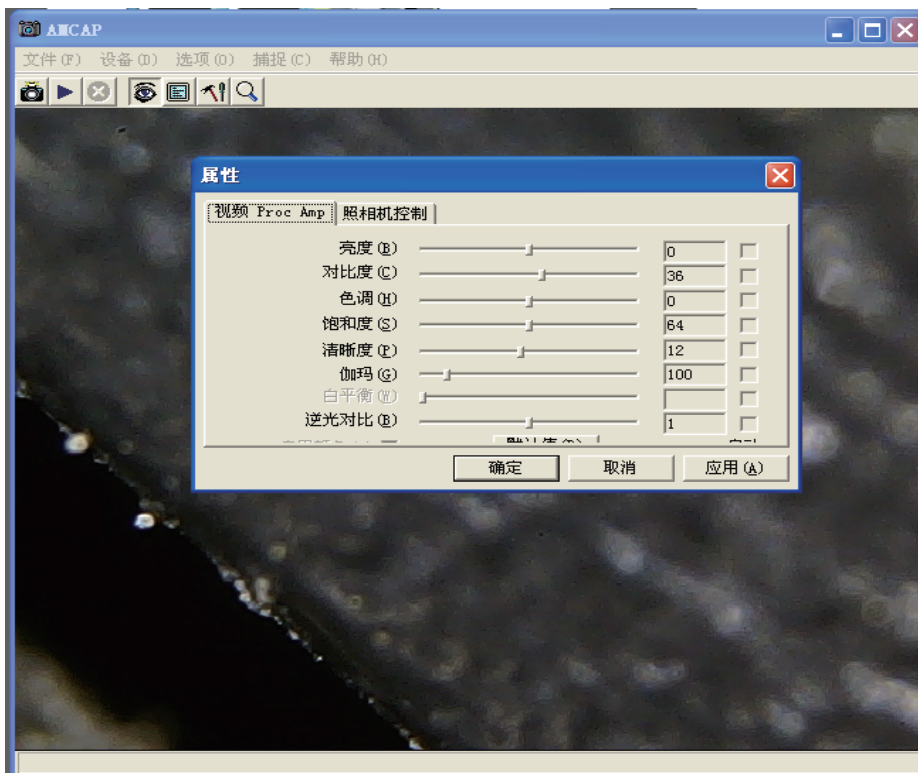 AMCAP
文件(F) 设备(D) 选项(O) 捕捉(C) 帮助(H)
属性
视频 Proc Amp 照相机控制
亮度(B) 0
对比度(C) 36
色调(H) 0
饱和度(S) 64
清晰度(P) 12
伽玛(G) 100
白平衡(W)
逆光对比(B) 1
确定 取消 应用(A)